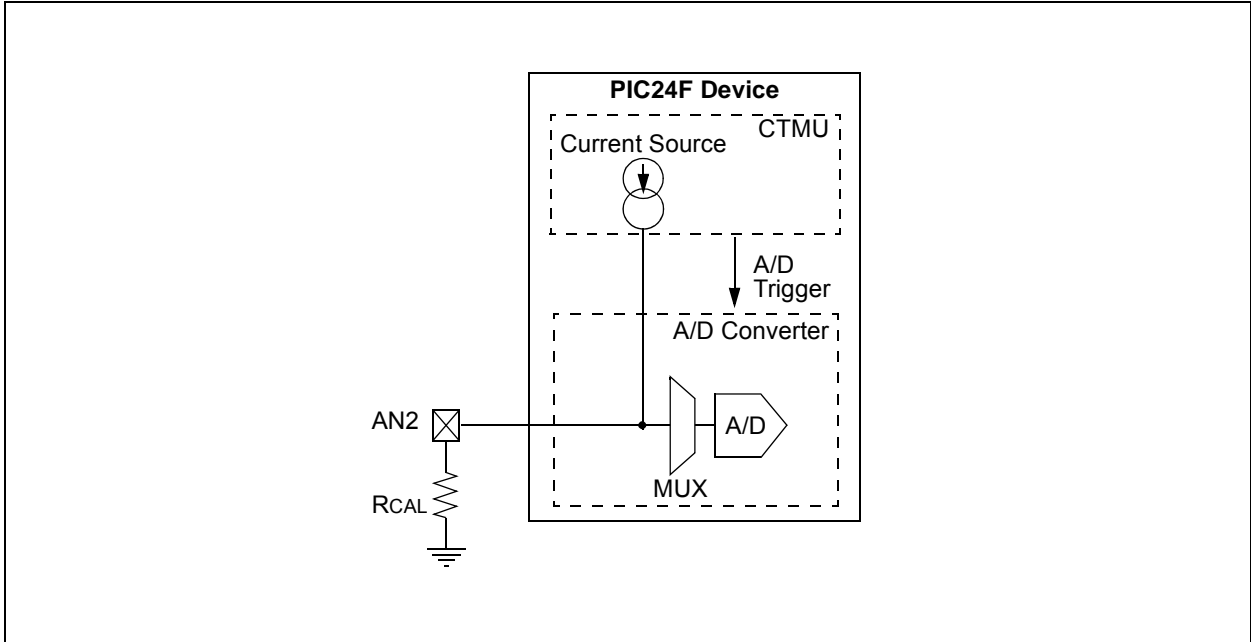 PIC24F Device
CTMU
Current Source
A/D
Trigger
A/D Converter
AN2
A/D
MUX
RCAL